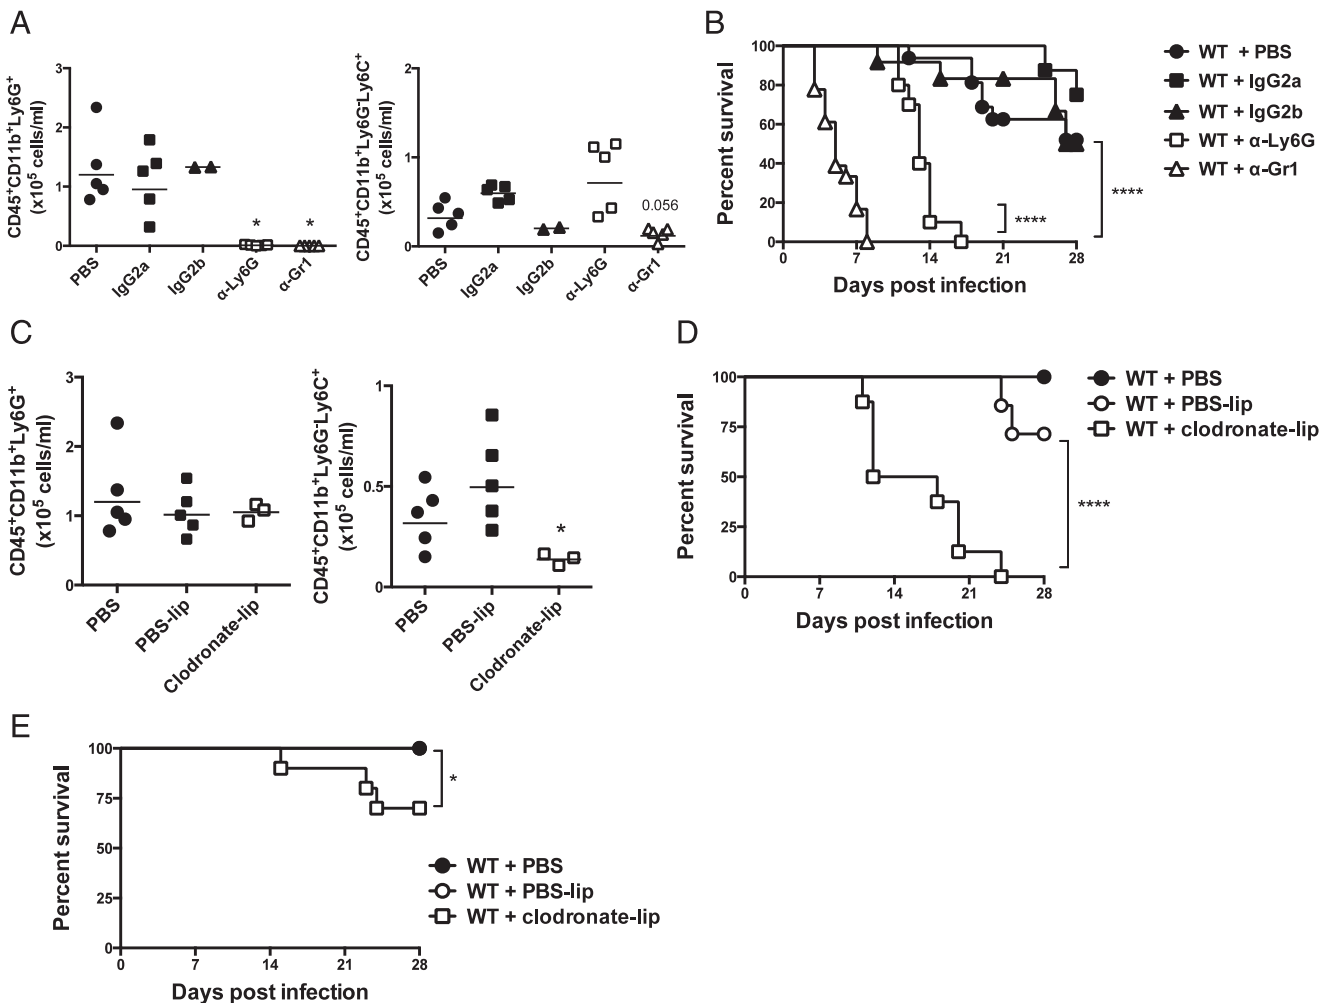 A
CD45⁺CD11b⁺Ly6G⁺
(x10⁵ cells/ml)
3
2
1
0
PBS
IgG2a
IgG2b
α-Ly6G
α-Gr1
*
*
CD45⁺CD11b⁺Ly6G⁻Ly6C⁺
(x10⁵ cells/ml)
2
1
0
0.056
PBS
IgG2a
IgG2b
α-Ly6G
α-Gr1
B
Percent survival
100
80
60
40
20
0
0
7
14
21
28
Days post infection
****
****
WT + PBS
WT + IgG2a
WT + IgG2b
WT + α-Ly6G
WT + α-Gr1
C
CD45⁺CD11b⁺Ly6G⁺
(x10⁵ cells/ml)
3
2
1
0
PBS
PBS-lip
Clodronate-lip
CD45⁺CD11b⁺Ly6G⁻Ly6C⁺
(x10⁵ cells/ml)
1
0.5
0
*
PBS
PBS-lip
Clodronate-lip
D
Percent survival
100
75
50
25
0
0
7
14
21
28
Days post infection
****
WT + PBS
WT + PBS-lip
WT + clodronate-lip
E
Percent survival
100
75
50
25
0
0
7
14
21
28
Days post infection
*
WT + PBS
WT + PBS-lip
WT + clodronate-lip